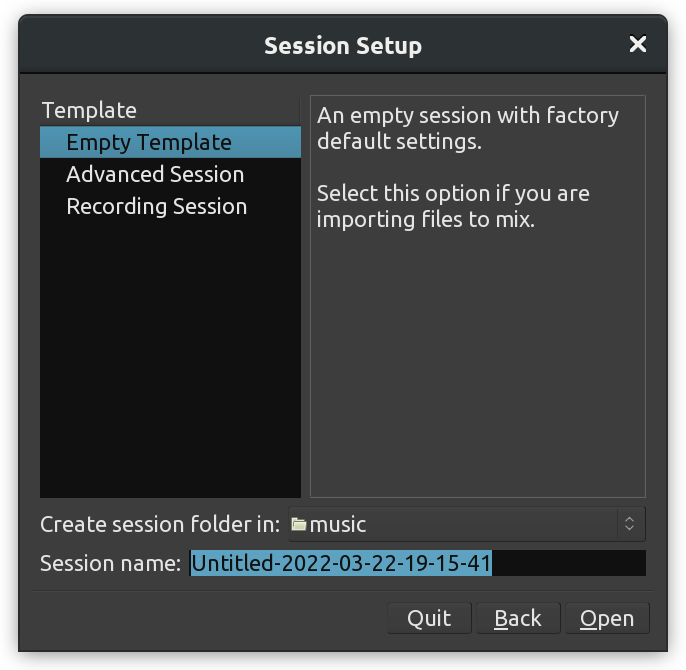 Session Setup
Template
Empty Template
Advanced Session
Recording Session
An empty session with factory
default settings.
Select this option if you are
importing files to mix.
Create session folder in: music
Session name: Untitled-2022-03-22-19-15-41
Quit Back Open